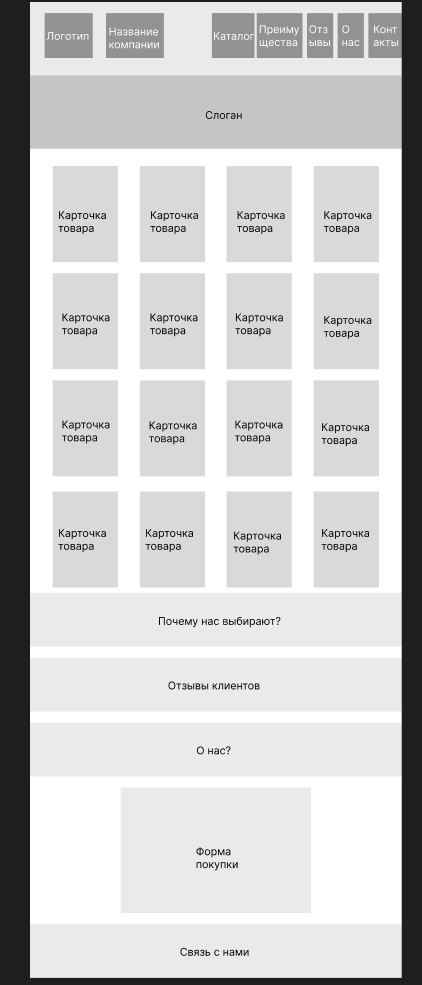 Логотип
Название
компании
Каталог
Преиму
щества
Отз
ывы
О
нас
Конт
акты
Слоган
Карточка
товара
Карточка
товара
Карточка
товара
Карточка
товара
Карточка
товара
Карточка
товара
Карточка
товара
Карточка
товара
Карточка
товара
Карточка
товара
Карточка
товара
Карточка
товара
Карточка
товара
Карточка
товара
Карточка
товара
Карточка
товара
Почему нас выбирают?
Отзывы клиентов
О нас?
Форма
покупки
Связь с нами